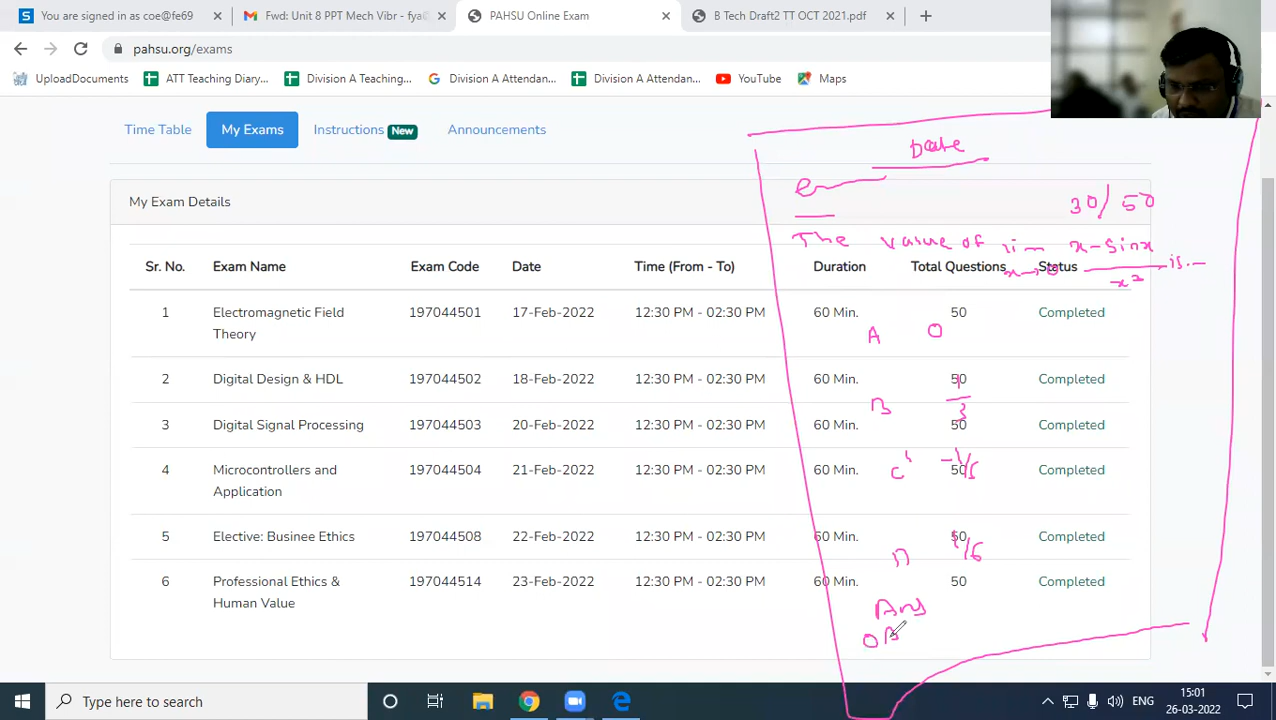 You are signed in as coe@fe69
Fwd: Unit 8 PPT Mech Vibr - fya@
PAHSU Online Exam
B Tech Draft2 TT OCT 2021.pdf
pahsu.org/exams
UploadDocuments
ATT Teaching Diary...
Division A Teaching...
Division A Attendan...
Division A Attendan...
YouTube
Maps
Time Table My Exams Instructions New Announcements
Date
My Exam Details
30/50
The value of lim x→0 x-sinx / x² is -
Sr. No. Exam Name Exam Code Date Time (From - To) Duration Total Questions Status
1 Electromagnetic Field Theory 197044501 17-Feb-2022 12:30 PM - 02:30 PM 60 Min. 50 Completed
A 0
2 Digital Design & HDL 197044502 18-Feb-2022 12:30 PM - 02:30 PM 60 Min. 50 Completed
B 1/3
3 Digital Signal Processing 197044503 20-Feb-2022 12:30 PM - 02:30 PM 60 Min. 50 Completed
4 Microcontrollers and Application 197044504 21-Feb-2022 12:30 PM - 02:30 PM 60 Min. 50 Completed
C
5 Elective: Businee Ethics 197044508 22-Feb-2022 12:30 PM - 02:30 PM 60 Min. 50 Completed
D 1/6
6 Professional Ethics & Human Value 197044514 23-Feb-2022 12:30 PM - 02:30 PM 60 Min. 50 Completed
Ans
Type here to search
ENG
15:01
26-03-2022